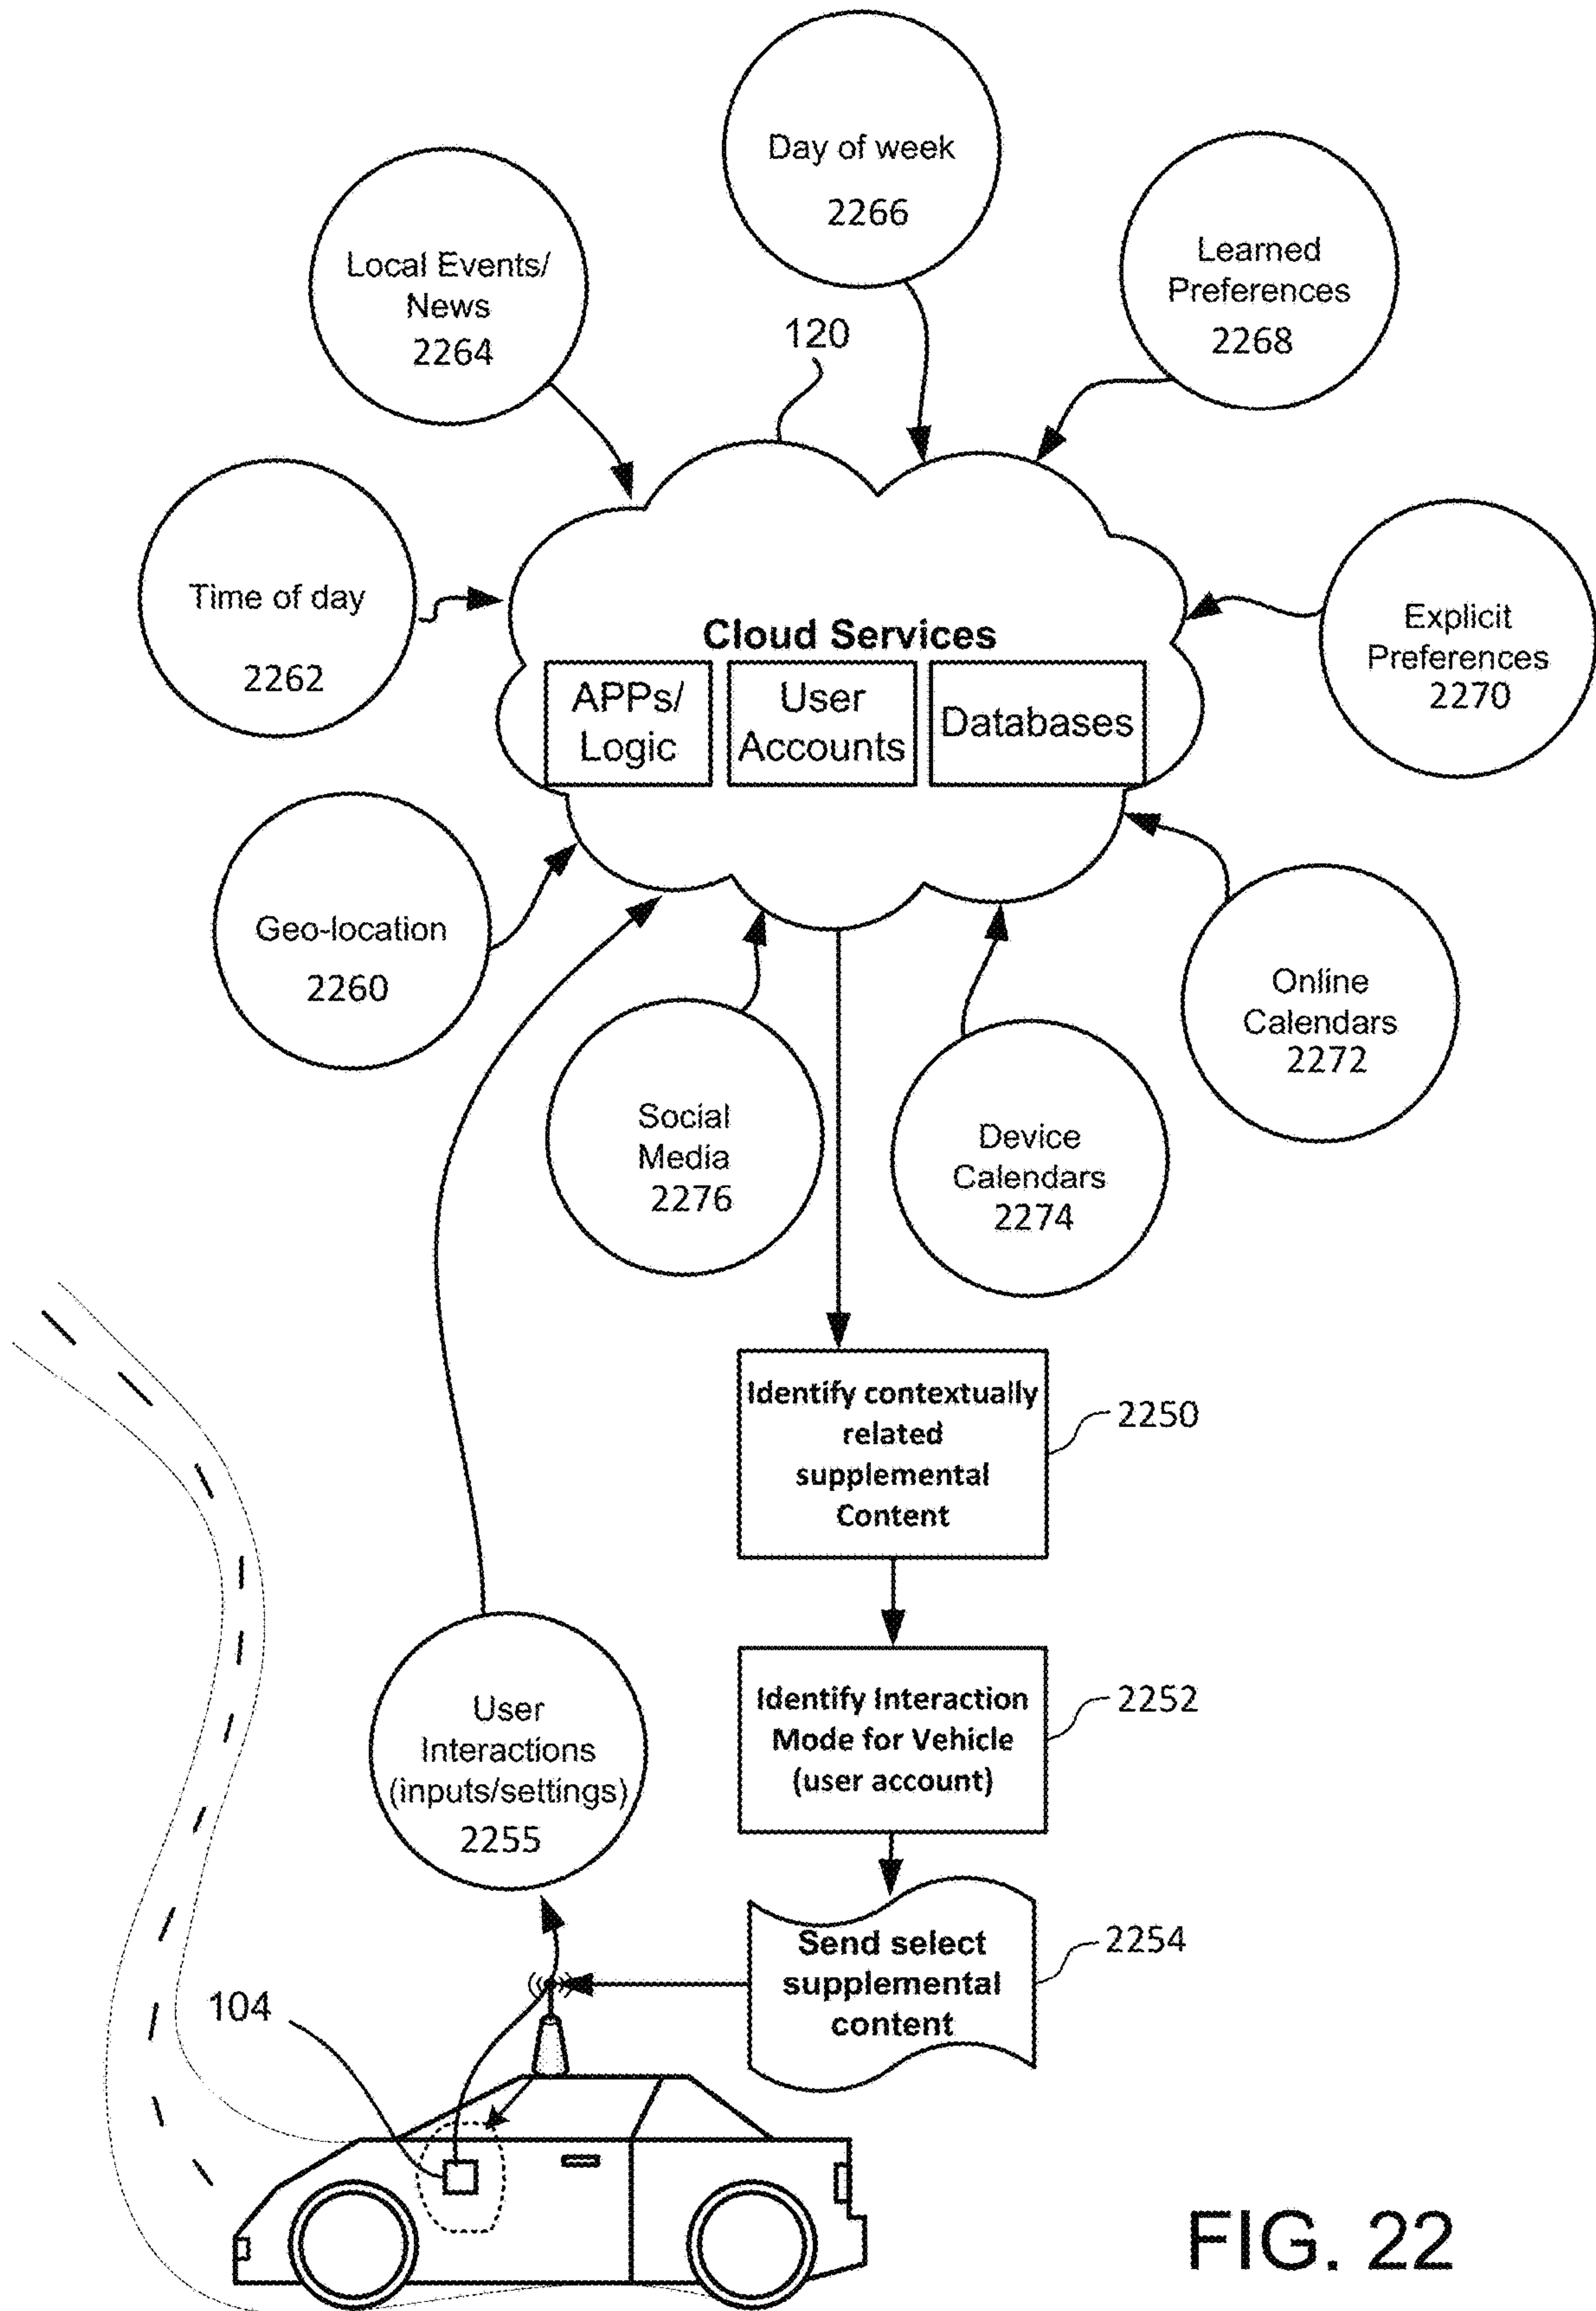 Day of week
2266
Local Events/
News
2264
Learned
Preferences
2268
120
Time of day
2262
Explicit
Preferences
2270
Cloud Services
APPs/
Logic
User
Accounts
Databases
Geo-location
2260
Online
Calendars
2272
Social
Media
2276
Device
Calendars
2274
Identify contextually
related
supplemental
Content
2250
Identify Interaction
Mode for Vehicle
(user account)
2252
User
Interactions
(inputs/settings)
2255
Send select
supplemental
content
2254
104
FIG. 22